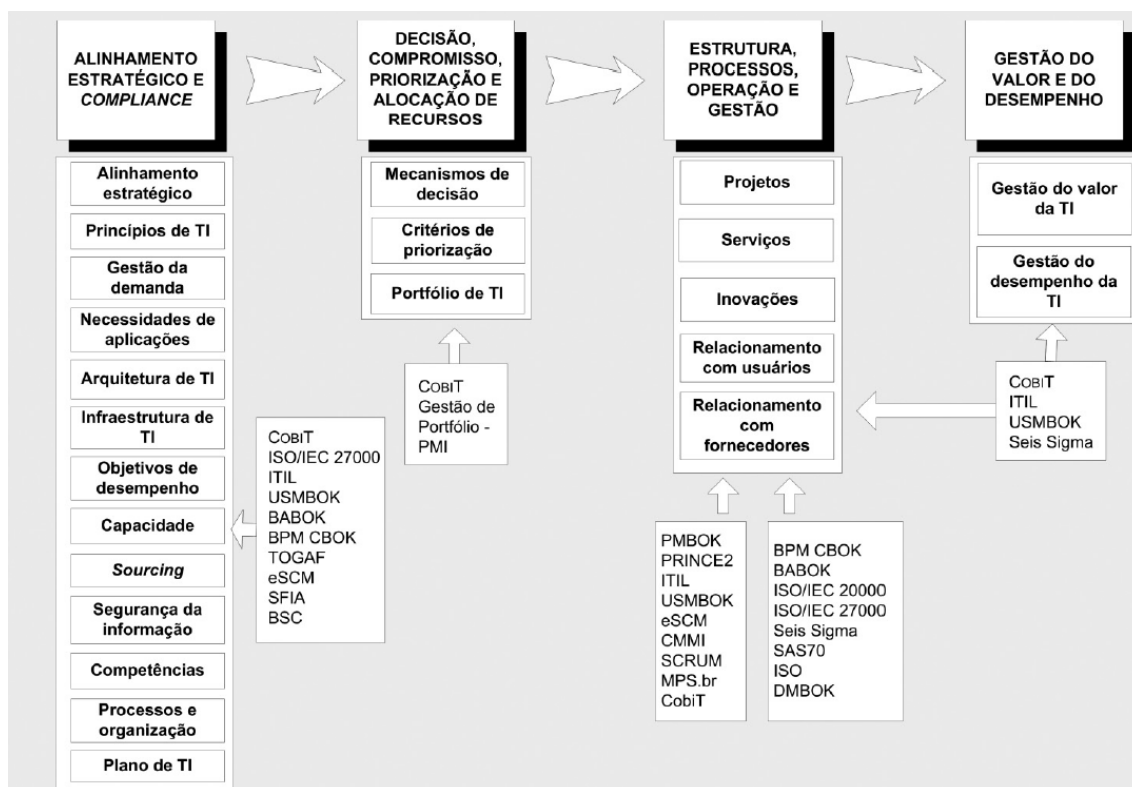 ALINHAMENTO
ESTRATÉGICO E
COMPLIANCE
DECISÃO,
COMPROMISSO,
PRIORIZAÇÃO E
ALOCAÇÃO DE
RECURSOS
ESTRUTURA,
PROCESSOS,
OPERAÇÃO E
GESTÃO
GESTÃO DO
VALOR E DO
DESEMPENHO
Alinhamento
estratégico
Princípios de TI
Gestão da
demanda
Necessidades de
aplicações
Arquitetura de TI
Infraestrutura de
TI
Objetivos de
desempenho
Capacidade
Sourcing
Segurança da
informação
Competências
Processos e
organização
Plano de TI
COBIT
ISO/IEC 27000
ITIL
USMBOK
BABOK
BPM CBOK
TOGAF
eSCM
SFIA
BSC
Mecanismos de
decisão
Critérios de
priorização
Portfólio de TI
COBIT
Gestão de
Portfólio -
PMI
Projetos
Serviços
Inovações
Relacionamento
com usuários
Relacionamento
com
fornecedores
PMBOK
PRINCE2
ITIL
USMBOK
eSCM
CMMI
SCRUM
MPS.br
CobiT
BPM CBOK
BABOK
ISO/IEC 20000
ISO/IEC 27000
Seis Sigma
SAS70
ISO
DMBOK
Gestão do valor
da TI
Gestão do
desempenho da
TI
COBIT
ITIL
USMBOK
Seis Sigma